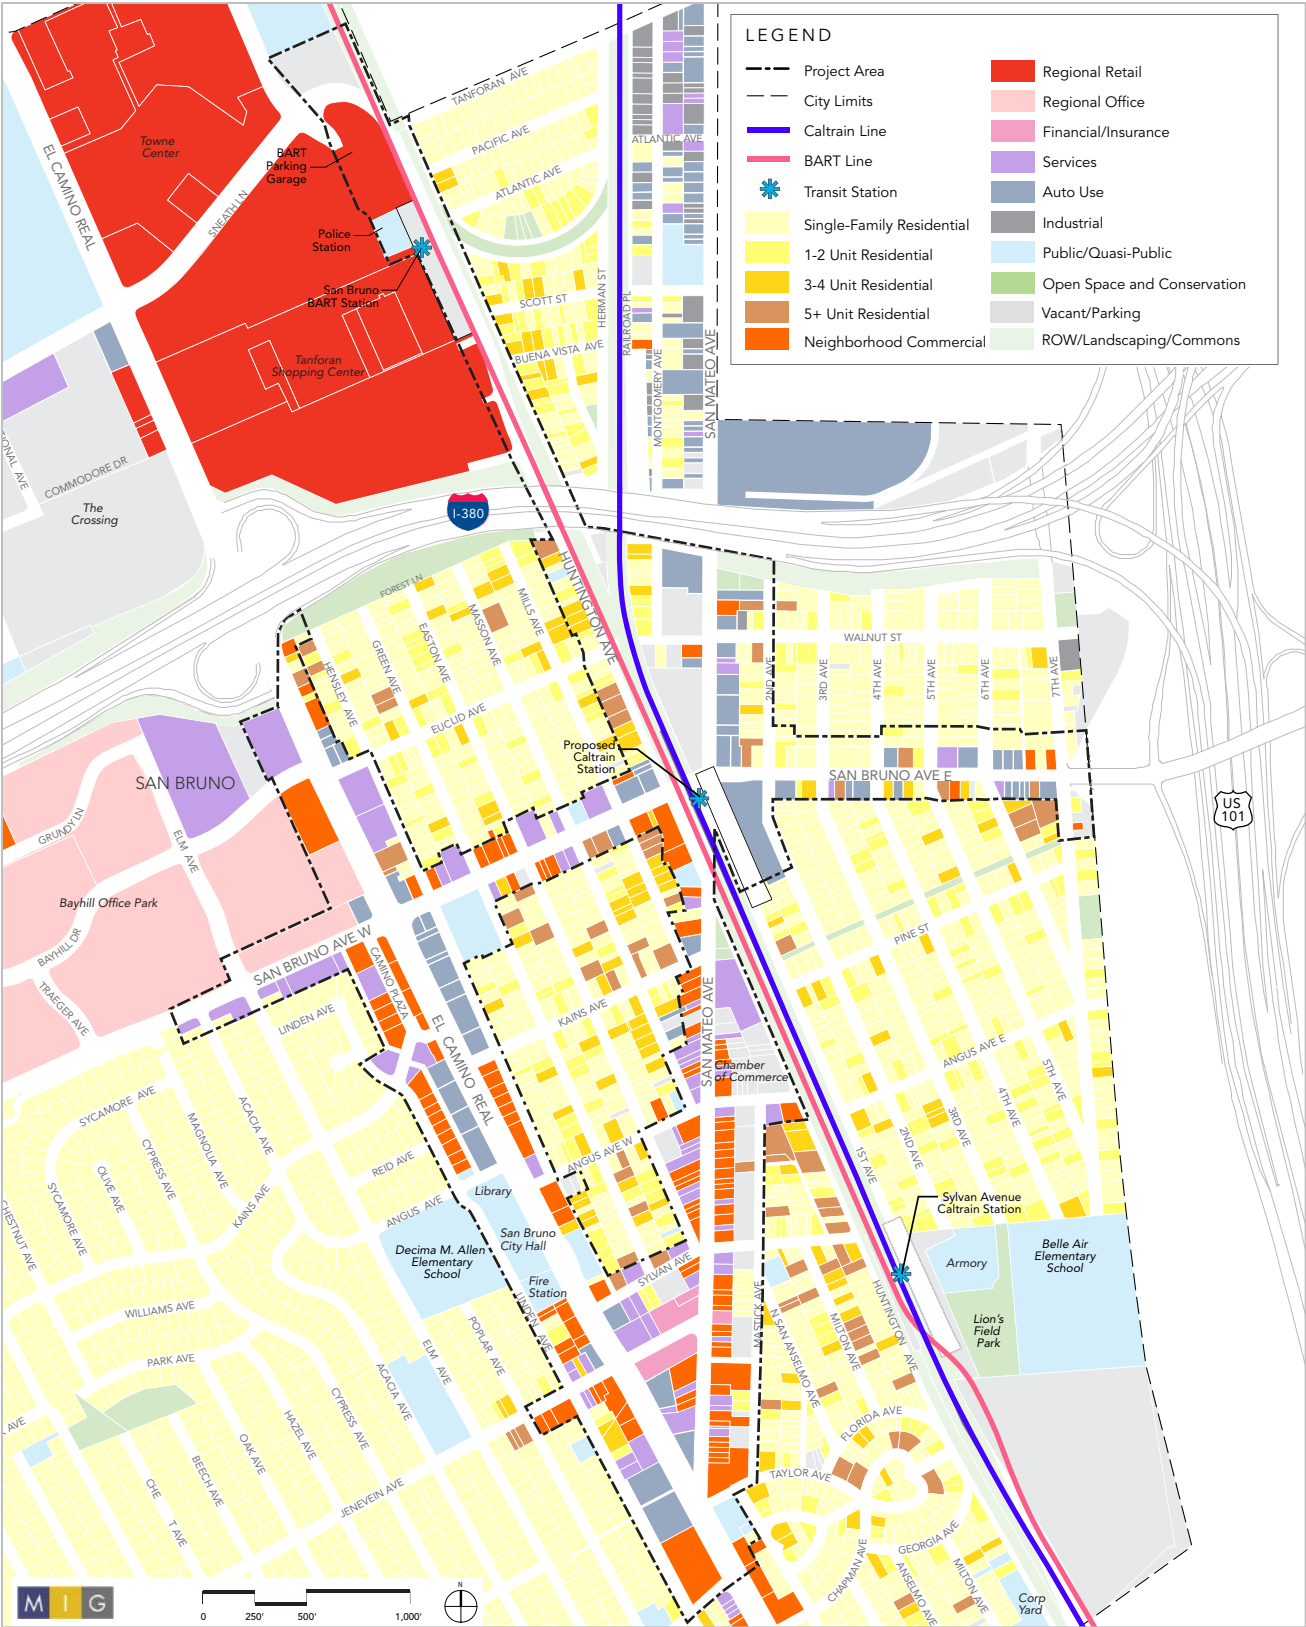 LEGEND
Project Area
City Limits
Caltrain Line
BART Line
Transit Station
Single-Family Residential
1-2 Unit Residential
3-4 Unit Residential
5+ Unit Residential
Neighborhood Commercial
Regional Retail
Regional Office
Financial/Insurance
Services
Auto Use
Industrial
Public/Quasi-Public
Open Space and Conservation
Vacant/Parking
ROW/Landscaping/Commons
TANFORAN AVE
PACIFIC AVE
ATLANTIC AVE
ATLANTIC AVE
Towne
Center
BART
Parking
Garage
EL CAMINO REAL
SNEATH LN
Police
Station
San Bruno
BART Station
SCOTT ST
HERMAN ST
RAILROAD PL
BUENA VISTA AVE
MONTGOMERY AVE
SAN MATEO AVE
Tanforan
Shopping Center
IONAL AVE
COMMODORE DR
The
Crossing
I-380
FOREST LN
HUNTINGTON AVE
MILLS AVE
MASSON AVE
EASTON AVE
GREEN AVE
HENSLEY AVE
EUCLID AVE
WALNUT ST
2ND AVE
3RD AVE
4TH AVE
5TH AVE
6TH AVE
7TH AVE
Proposed
Caltrain
Station
SAN BRUNO
SAN BRUNO AVE E
US
101
GRUNDY LN
ELM AVE
Bayhill Office Park
BAYHILL DR
TRAEGER AVE
SAN BRUNO AVE W
CAMINO PLAZA
LINDEN AVE
PINE ST
KAINS AVE
SAN MATEO AVE
EL CAMINO REAL
Chamber
of Commerce
ANGUS AVE E
5TH AVE
4TH AVE
3RD AVE
2ND AVE
1ST AVE
SYCAMORE AVE
ACACIA AVE
MAGNOLIA AVE
CYPRESS AVE
OLIVE AVE
SYCAMORE AVE
CHESTNUT AVE
KAINS AVE
REID AVE
ANGUS AVE
ANGUS AVE W
Library
San Bruno
City Hall
Decima M. Allen
Elementary
School
Fire
Station
LINDEN AVE
SYLVAN AVE
Sylvan Avenue
Caltrain Station
Armory
Belle Air
Elementary
School
Lion's
Field
Park
HUNTINGTON AVE
MASTICK AVE
N SAN ANSELMO AVE
MILTON AVE
WILLIAMS AVE
PARK AVE
POPLAR AVE
ELM AVE
ACACIA AVE
CYPRESS AVE
HAZEL AVE
OAK AVE
BEECH AVE
CHE
T AVE
JENEVEIN AVE
FLORIDA AVE
TAYLOR AVE
GEORGIA AVE
CHAPMAN AVE
ANSELMO AVE
MILTON AVE
Corp
Yard
M I G
0 250' 500' 1,000'
N